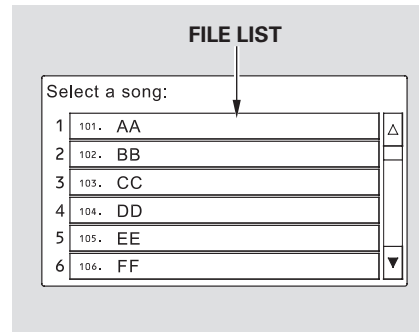 FILE LIST
Select a song:
1 101. AA
2 102. BB
3 103. CC
4 104. DD
5 105. EE
6 106. FF